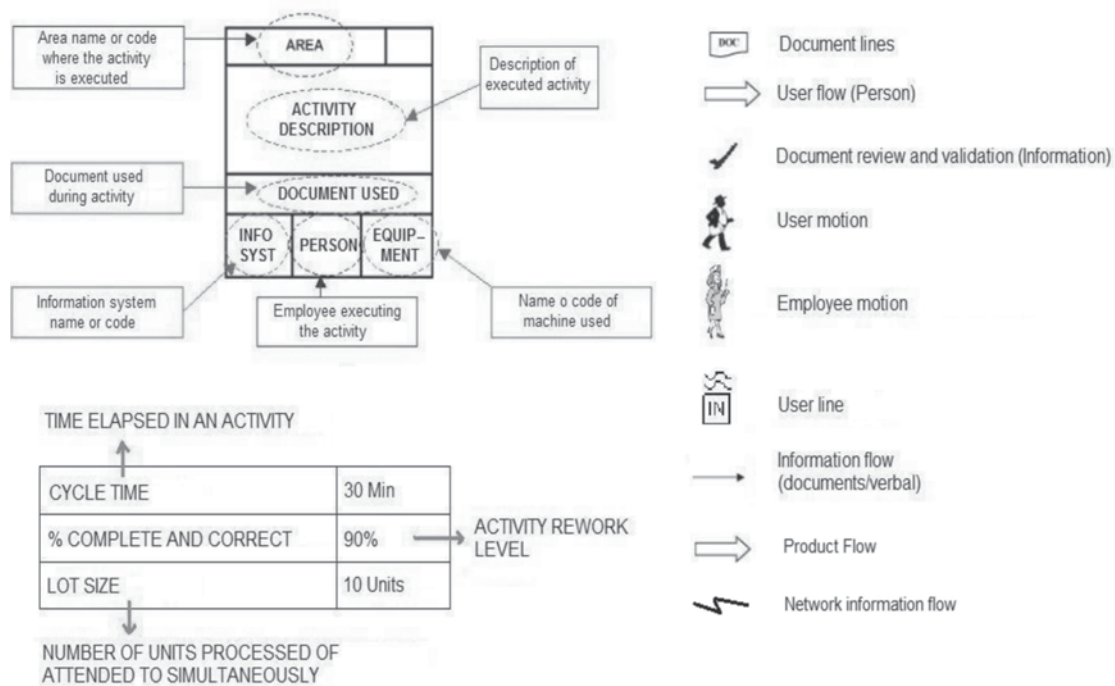 Area name or code
where the activity
is executed
AREA
Description of
executed activity
ACTIVITY
DESCRIPTION
Document used
during activity
DOCUMENT USED
INFO
SYST
PERSON
EQUIP–
MENT
Information system
name or code
Employee executing
the activity
Name o code of
machine used
TIME ELAPSED IN AN ACTIVITY
CYCLE TIME 30 Min
% COMPLETE AND CORRECT 90%
LOT SIZE 10 Units
ACTIVITY REWORK
LEVEL
NUMBER OF UNITS PROCESSED OF
ATTENDED TO SIMULTANEOUSLY
DOC Document lines
User flow (Person)
Document review and validation (Information)
User motion
Employee motion
IN User line
Information flow
(documents/verbal)
Product Flow
Network information flow